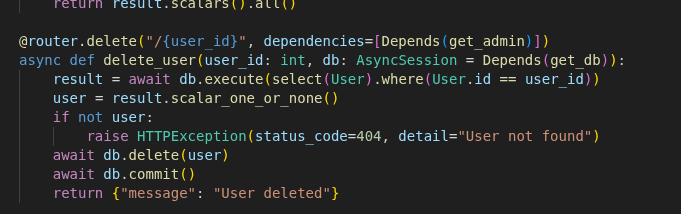 return result.scalars().all()
@router.delete("/{user_id}", dependencies=[Depends(get_admin)])
async def delete_user(user_id: int, db: AsyncSession = Depends(get_db)):
    result = await db.execute(select(User).where(User.id == user_id))
    user = result.scalar_one_or_none()
    if not user:
        raise HTTPException(status_code=404, detail="User not found")
    await db.delete(user)
    await db.commit()
    return {"message": "User deleted"}